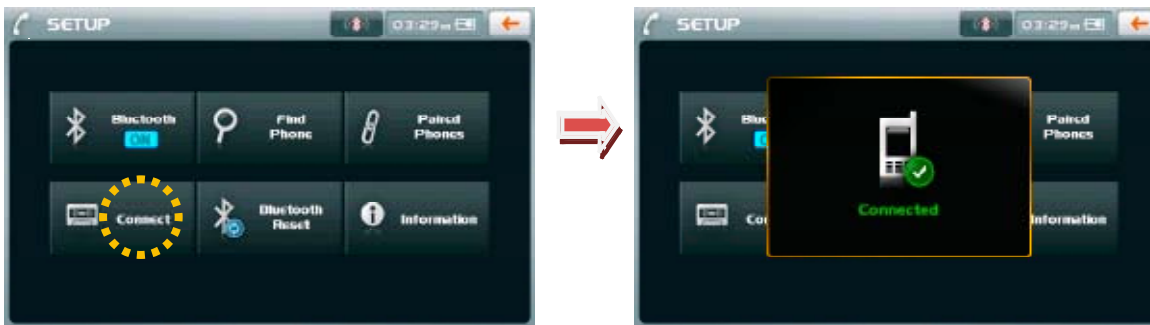 SETUP
03:29
Bluetooth
ON
Find
Phone
Paired
Phones
Connect
Bluetooth
Reset
Information
SETUP
03:29
Paired
Phones
Connected
Information